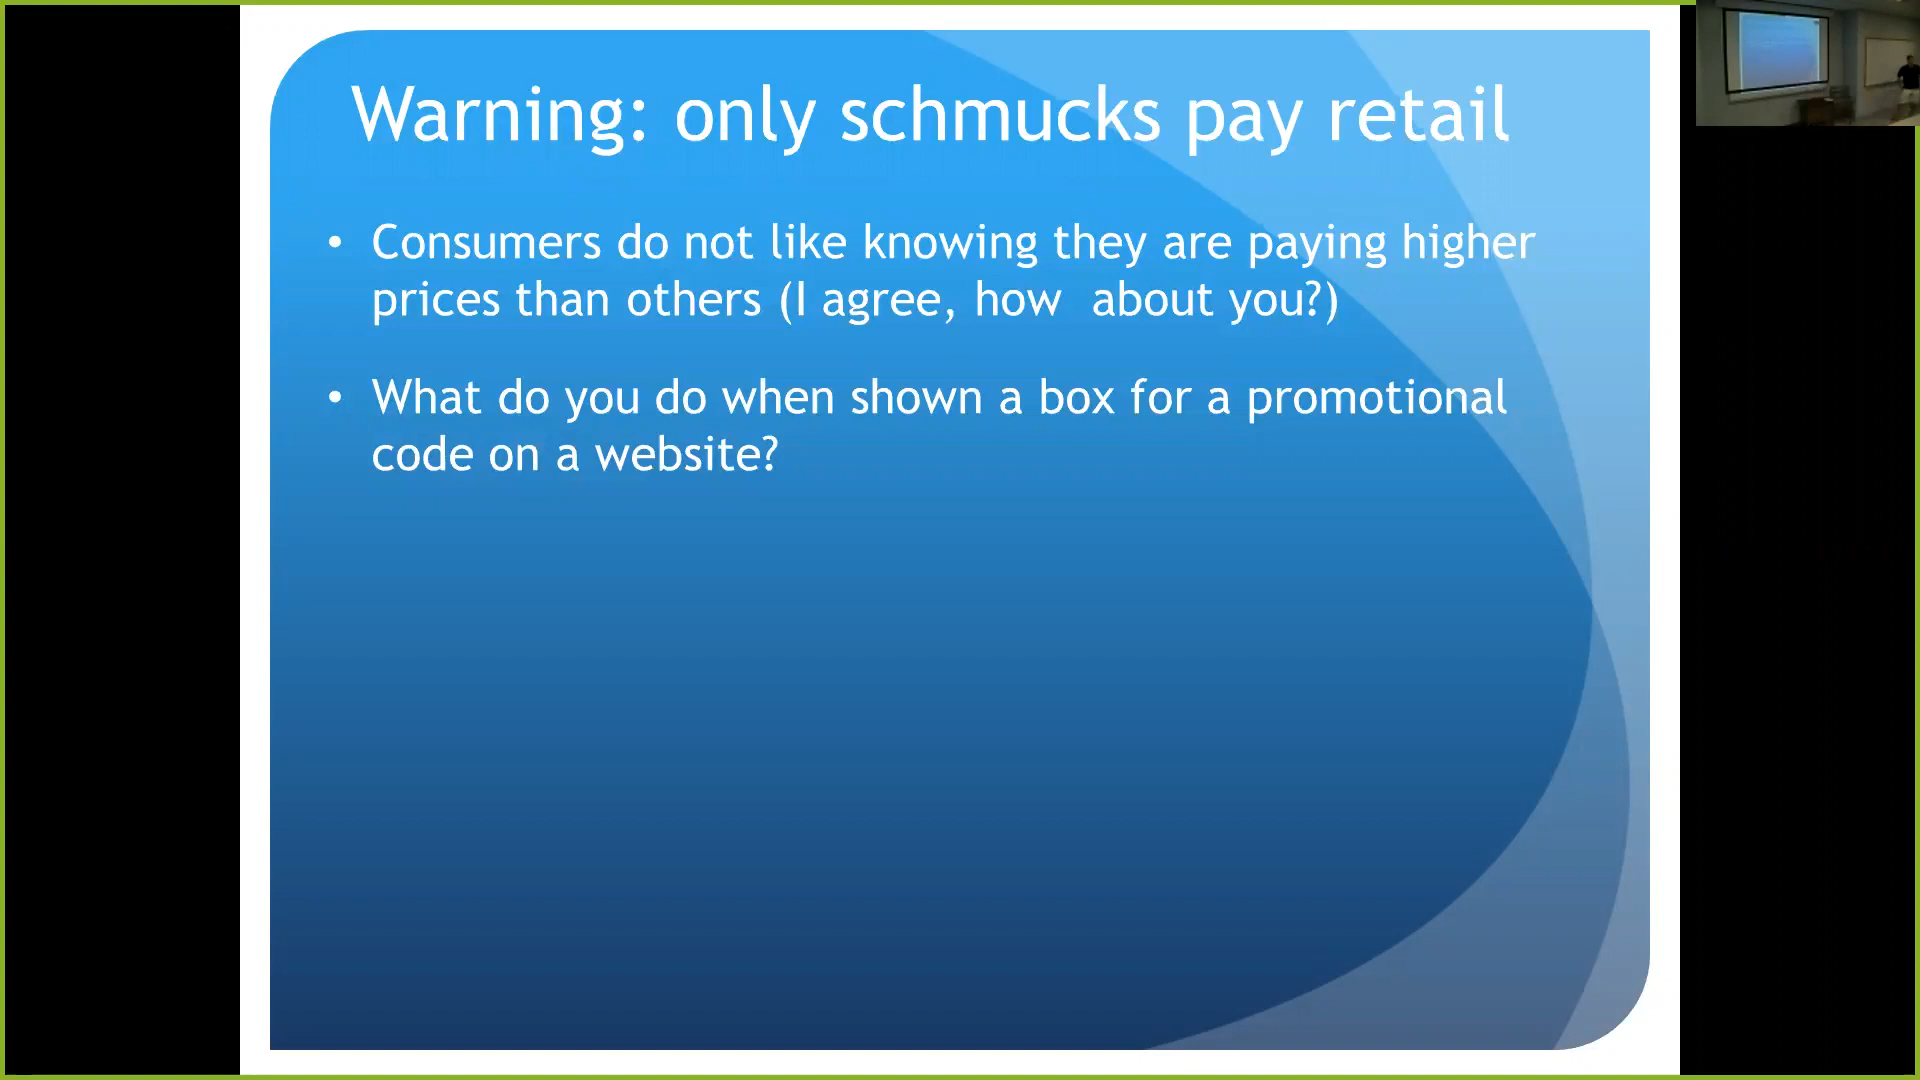 Warning: only schmucks pay retail
• Consumers do not like knowing they are paying higher
prices than others (I agree, how  about you?)
• What do you do when shown a box for a promotional
code on a website?